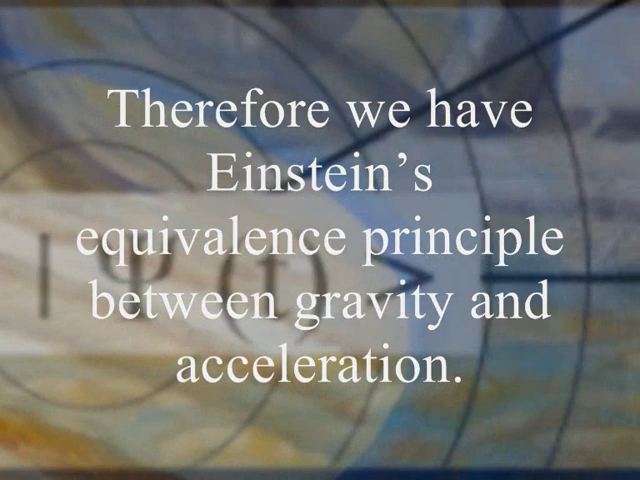 Therefore we have
Einstein’s
equivalence principle
between gravity and
acceleration.
|Ψ(t)>